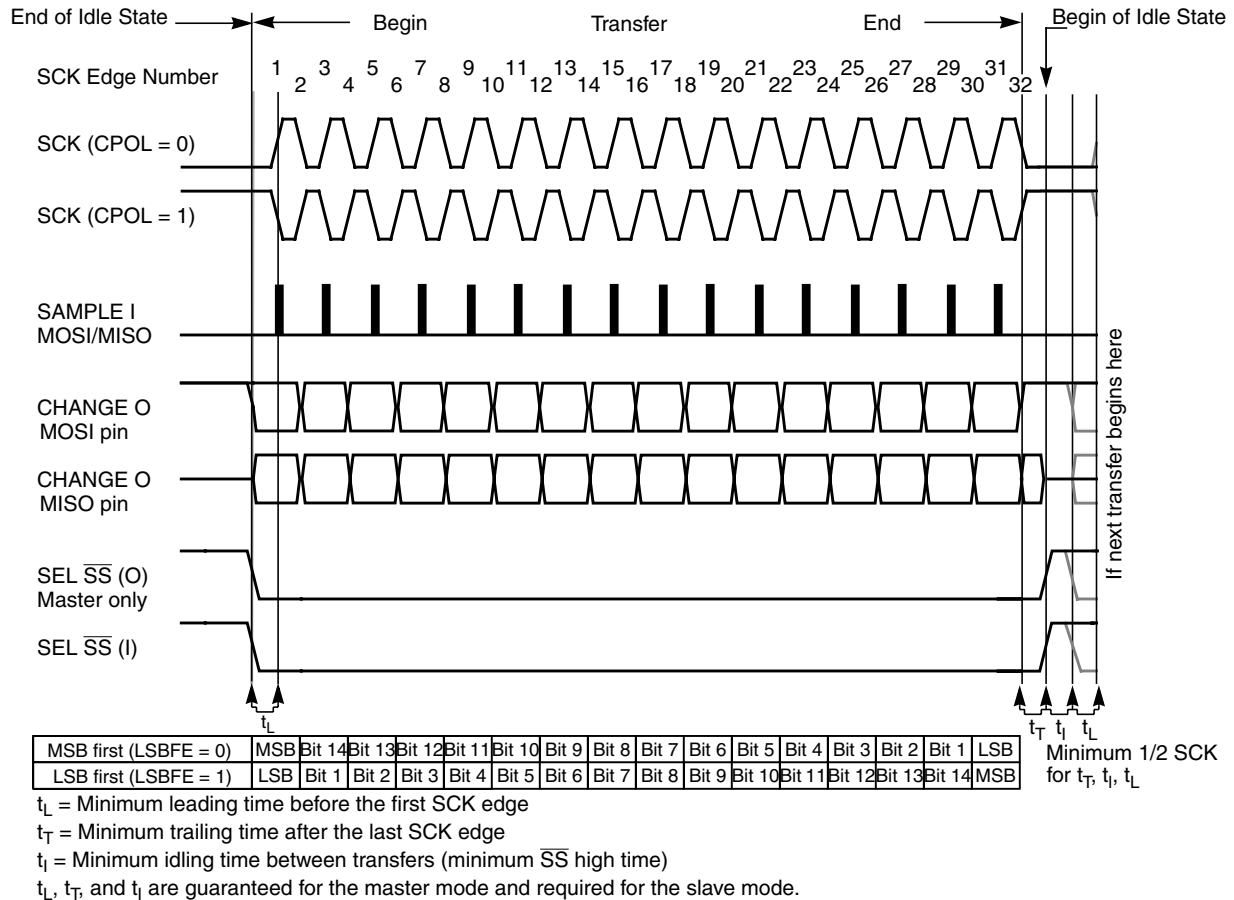 End of Idle State
Begin
Transfer
End
Begin of Idle State
SCK Edge Number
1 3 5 7 9 11 13 15 17 19 21 23 25 27 29 31
2 4 6 8 10 12 14 16 18 20 22 24 26 28 30 32
SCK (CPOL = 0)
SCK (CPOL = 1)
SAMPLE I
MOSI/MISO
CHANGE O
MOSI pin
CHANGE O
MISO pin
SEL S̅S̅ (O)
Master only
SEL S̅S̅ (I)
If next transfer begins here
tL
tT tI tL
MSB first (LSBFE = 0) MSB Bit 14 Bit 13 Bit 12 Bit 11 Bit 10 Bit 9 Bit 8 Bit 7 Bit 6 Bit 5 Bit 4 Bit 3 Bit 2 Bit 1 LSB
LSB first (LSBFE = 1) LSB Bit 1 Bit 2 Bit 3 Bit 4 Bit 5 Bit 6 Bit 7 Bit 8 Bit 9 Bit 10 Bit 11 Bit 12 Bit 13 Bit 14 MSB
Minimum 1/2 SCK
for tT, tI, tL
tL = Minimum leading time before the first SCK edge
tT = Minimum trailing time after the last SCK edge
tI = Minimum idling time between transfers (minimum S̅S̅ high time)
tL, tT, and tI are guaranteed for the master mode and required for the slave mode.